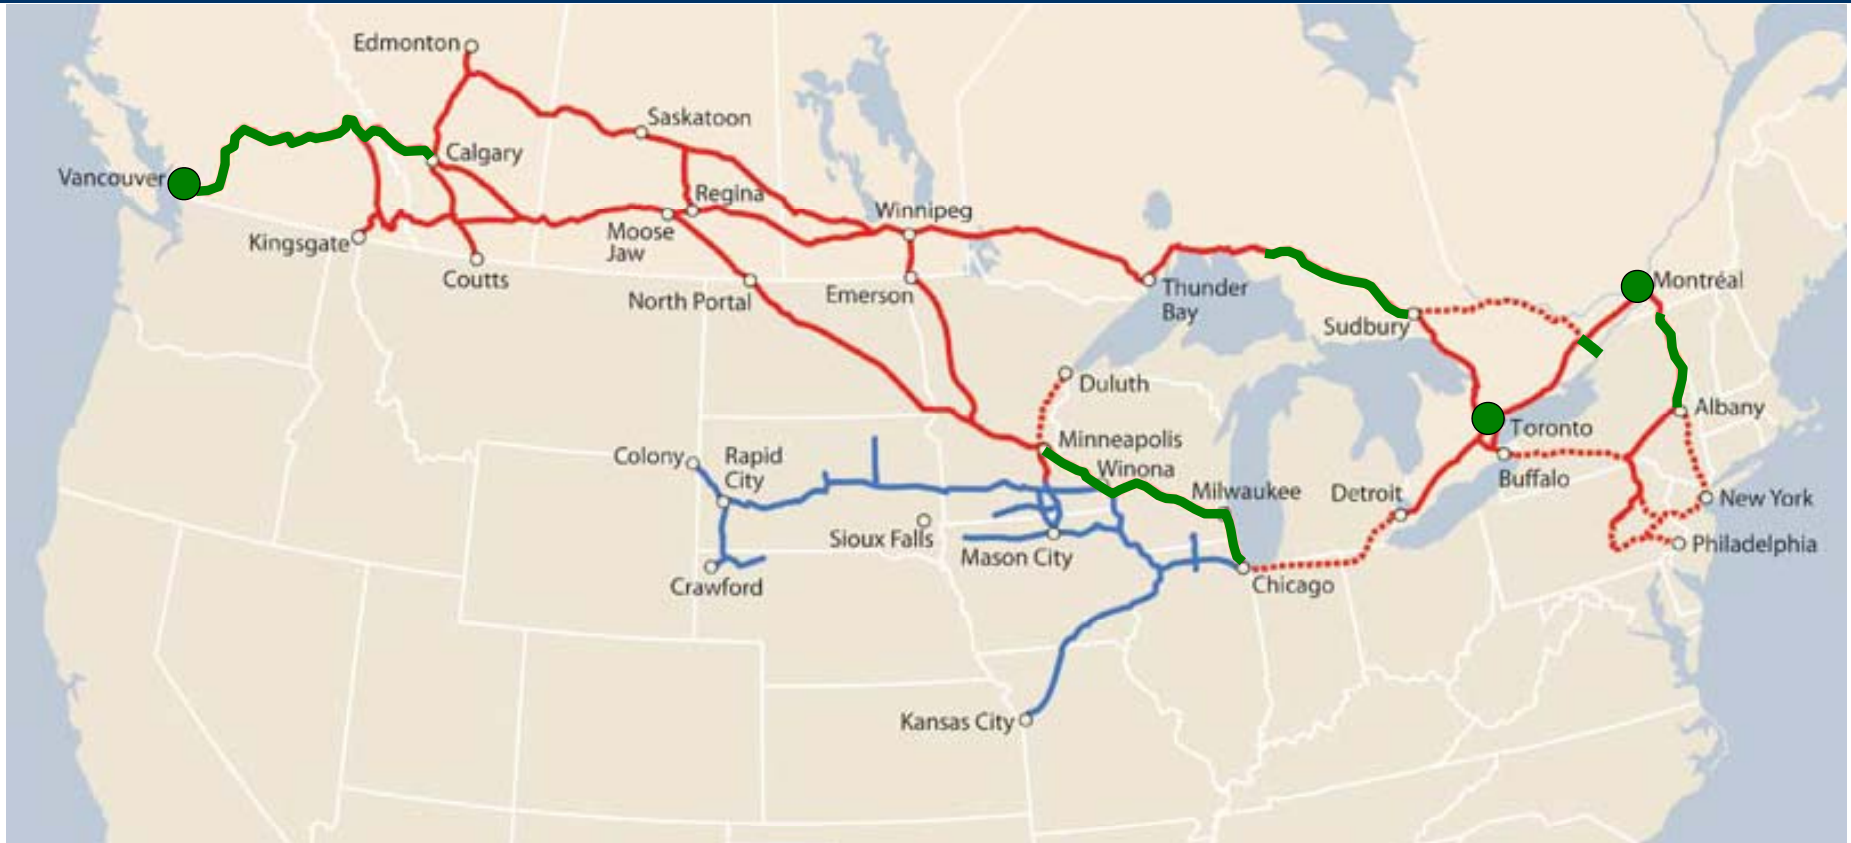 Edmonton
Saskatoon
Calgary
Vancouver
Regina
Winnipeg
Kingsgate
Moose
Jaw
Coutts
Montréal
Thunder
Bay
North Portal
Emerson
Sudbury
Duluth
Albany
Toronto
Minneapolis
Colony
Rapid
City
Winona
Buffalo
Milwaukee
Detroit
New York
Sioux Falls
Mason City
Philadelphia
Crawford
Chicago
Kansas City